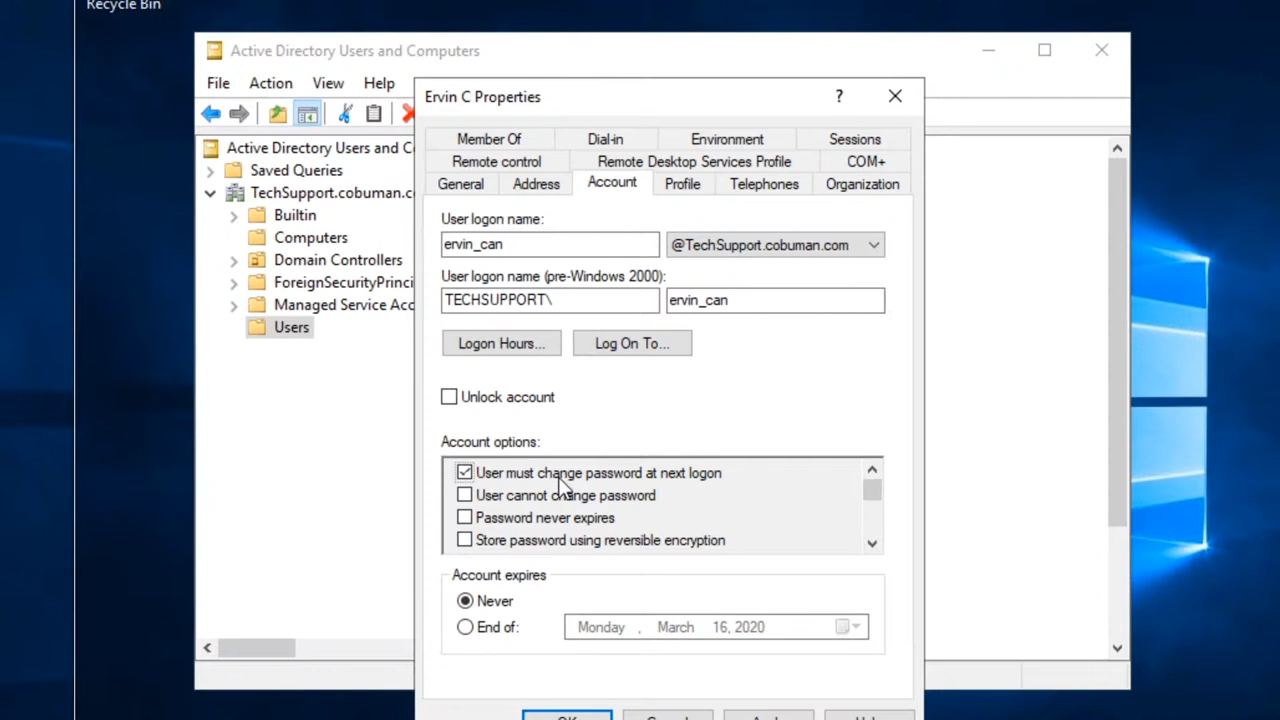 Recycle Bin
Active Directory Users and Computers
File Action View Help
Ervin C Properties ?
Member Of Dial-in Environment Sessions
Remote control Remote Desktop Services Profile COM+
General Address Account Profile Telephones Organization
Active Directory Users and Co
Saved Queries
TechSupport.cobuman.c
Builtin
Computers
Domain Controllers
ForeignSecurityPrinci
Managed Service Acc
Users
User logon name:
ervin_can @TechSupport.cobuman.com
User logon name (pre-Windows 2000):
TECHSUPPORT\ ervin_can
Logon Hours... Log On To...
Unlock account
Account options:
User must change password at next logon
User cannot change password
Password never expires
Store password using reversible encryption
Account expires
Never
End of: Monday , March 16, 2020